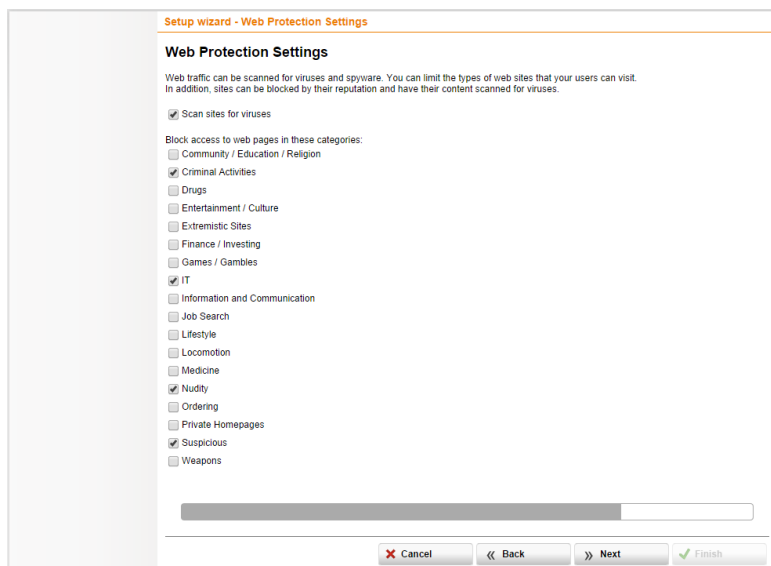 Setup wizard - Web Protection Settings
Web Protection Settings
Web traffic can be scanned for viruses and spyware. You can limit the types of web sites that your users can visit.
In addition, sites can be blocked by their reputation and have their content scanned for viruses.
Scan sites for viruses
Block access to web pages in these categories:
Community / Education / Religion
Criminal Activities
Drugs
Entertainment / Culture
Extremistic Sites
Finance / Investing
Games / Gambles
IT
Information and Communication
Job Search
Lifestyle
Locomotion
Medicine
Nudity
Ordering
Private Homepages
Suspicious
Weapons
Cancel « Back » Next Finish